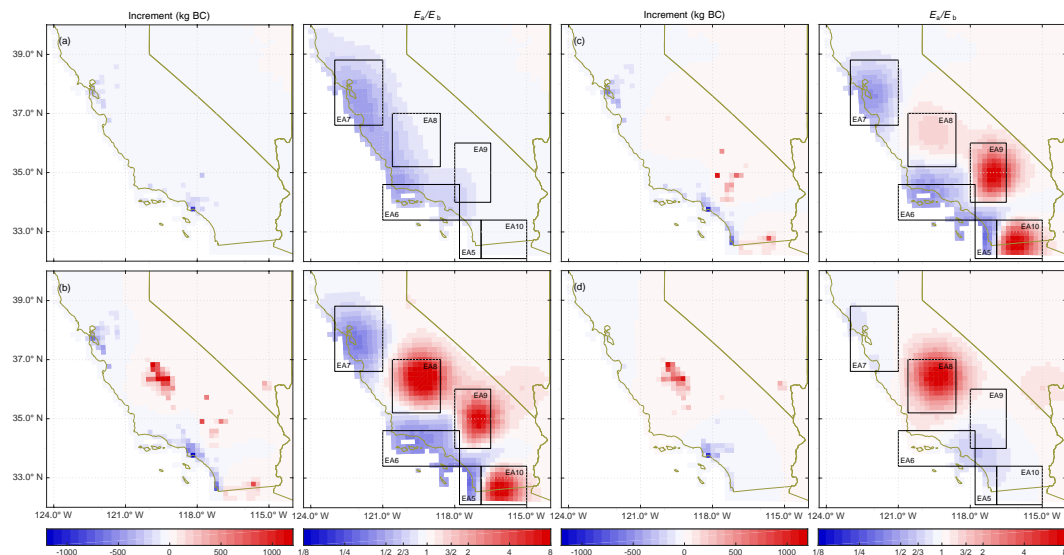 Increment (kg BC)
Ea/Eb
Increment (kg BC)
Ea/Eb
39.0° N
37.0° N
35.0° N
33.0° N
(a)
EA7
EA8
EA9
EA6
EA5
EA10
(c)
EA7
EA8
EA9
EA6
EA5
EA10
39.0° N
37.0° N
35.0° N
33.0° N
(b)
EA7
EA8
EA9
EA6
EA5
EA10
(d)
EA7
EA8
EA9
EA6
EA5
EA10
124.0° W 121.0° W 118.0° W 115.0° W
124.0° W 121.0° W 118.0° W 115.0° W
124.0° W 121.0° W 118.0° W 115.0° W
124.0° W 121.0° W 118.0° W 115.0° W
-1000 -500 0 500 1000
1/8 1/4 1/2 2/3 1 3/2 2 4 8
-1000 -500 0 500 1000
1/8 1/4 1/2 2/3 1 3/2 2 4 8